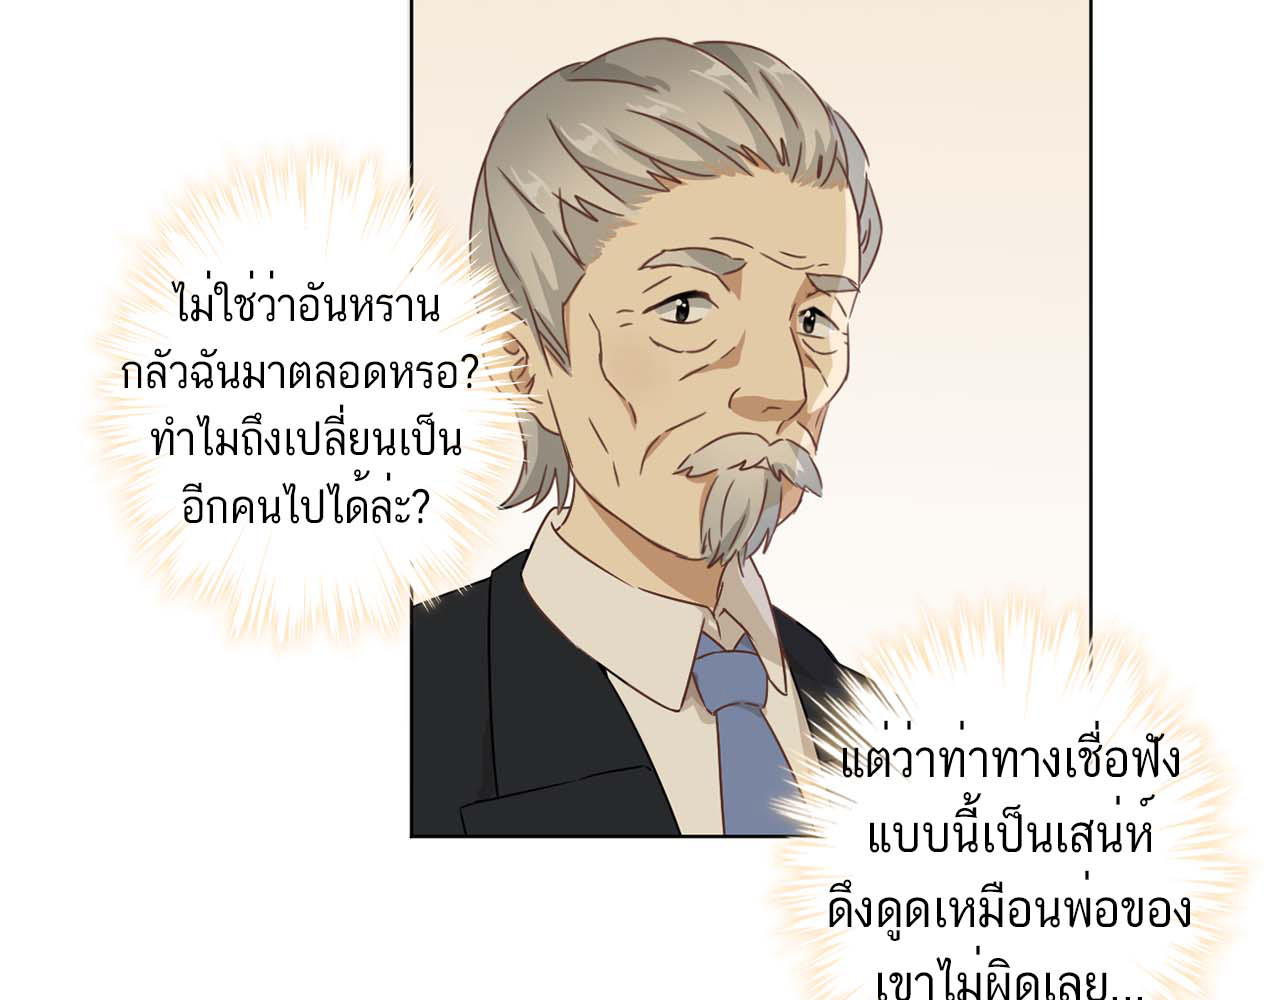 ไม่ใช่ว่าอันหราน
กลัวฉันมาตลอดหรอ?
ทำไมถึงเปลี่ยนเป็น
อีกคนไปได้ล่ะ?
แต่ว่าท่าทางเชื่อฟัง
แบบนี้เป็นเสน่ห์
ดึงดูดเหมือนพ่อของ
เขาไม่ผิดเลย...